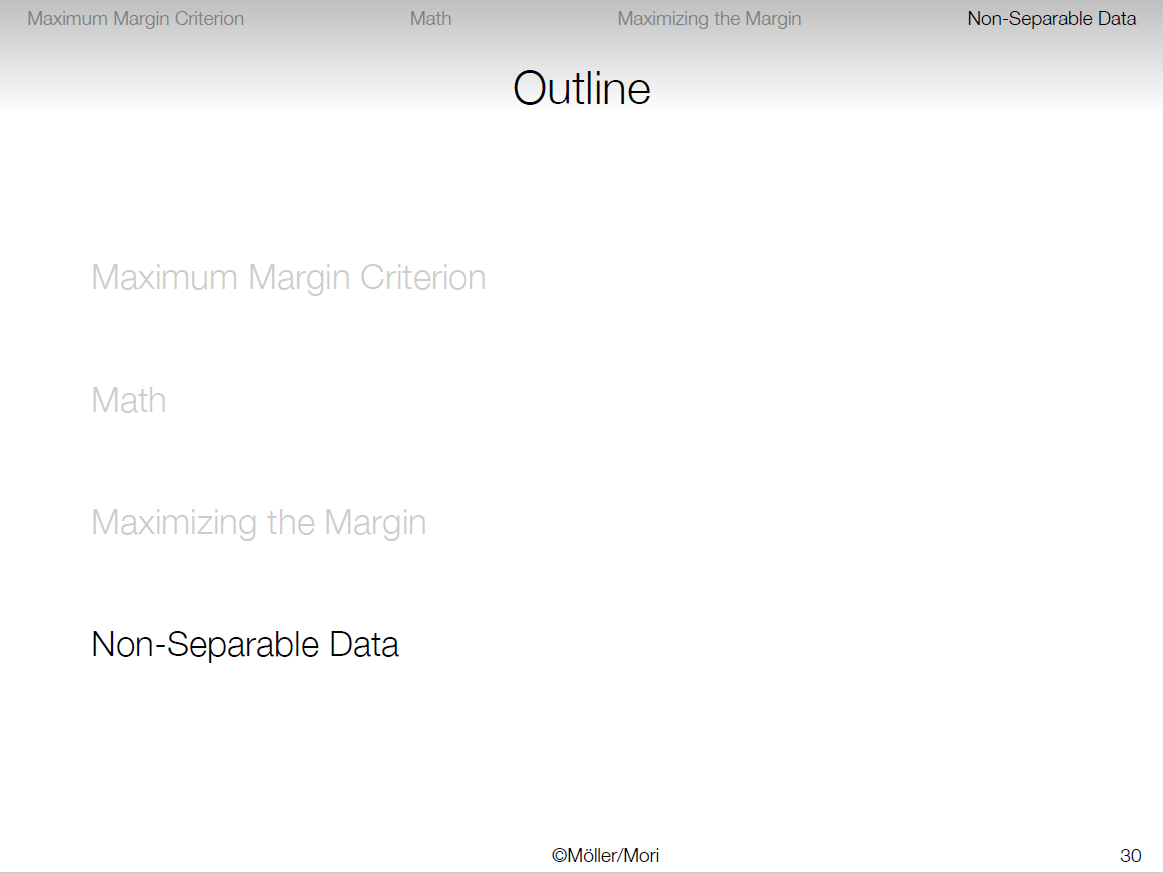 Maximum Margin Criterion Math Maximizing the Margin Non-Separable Data
Outline
Maximum Margin Criterion
Math
Maximizing the Margin
Non-Separable Data
©Möller/Mori 30